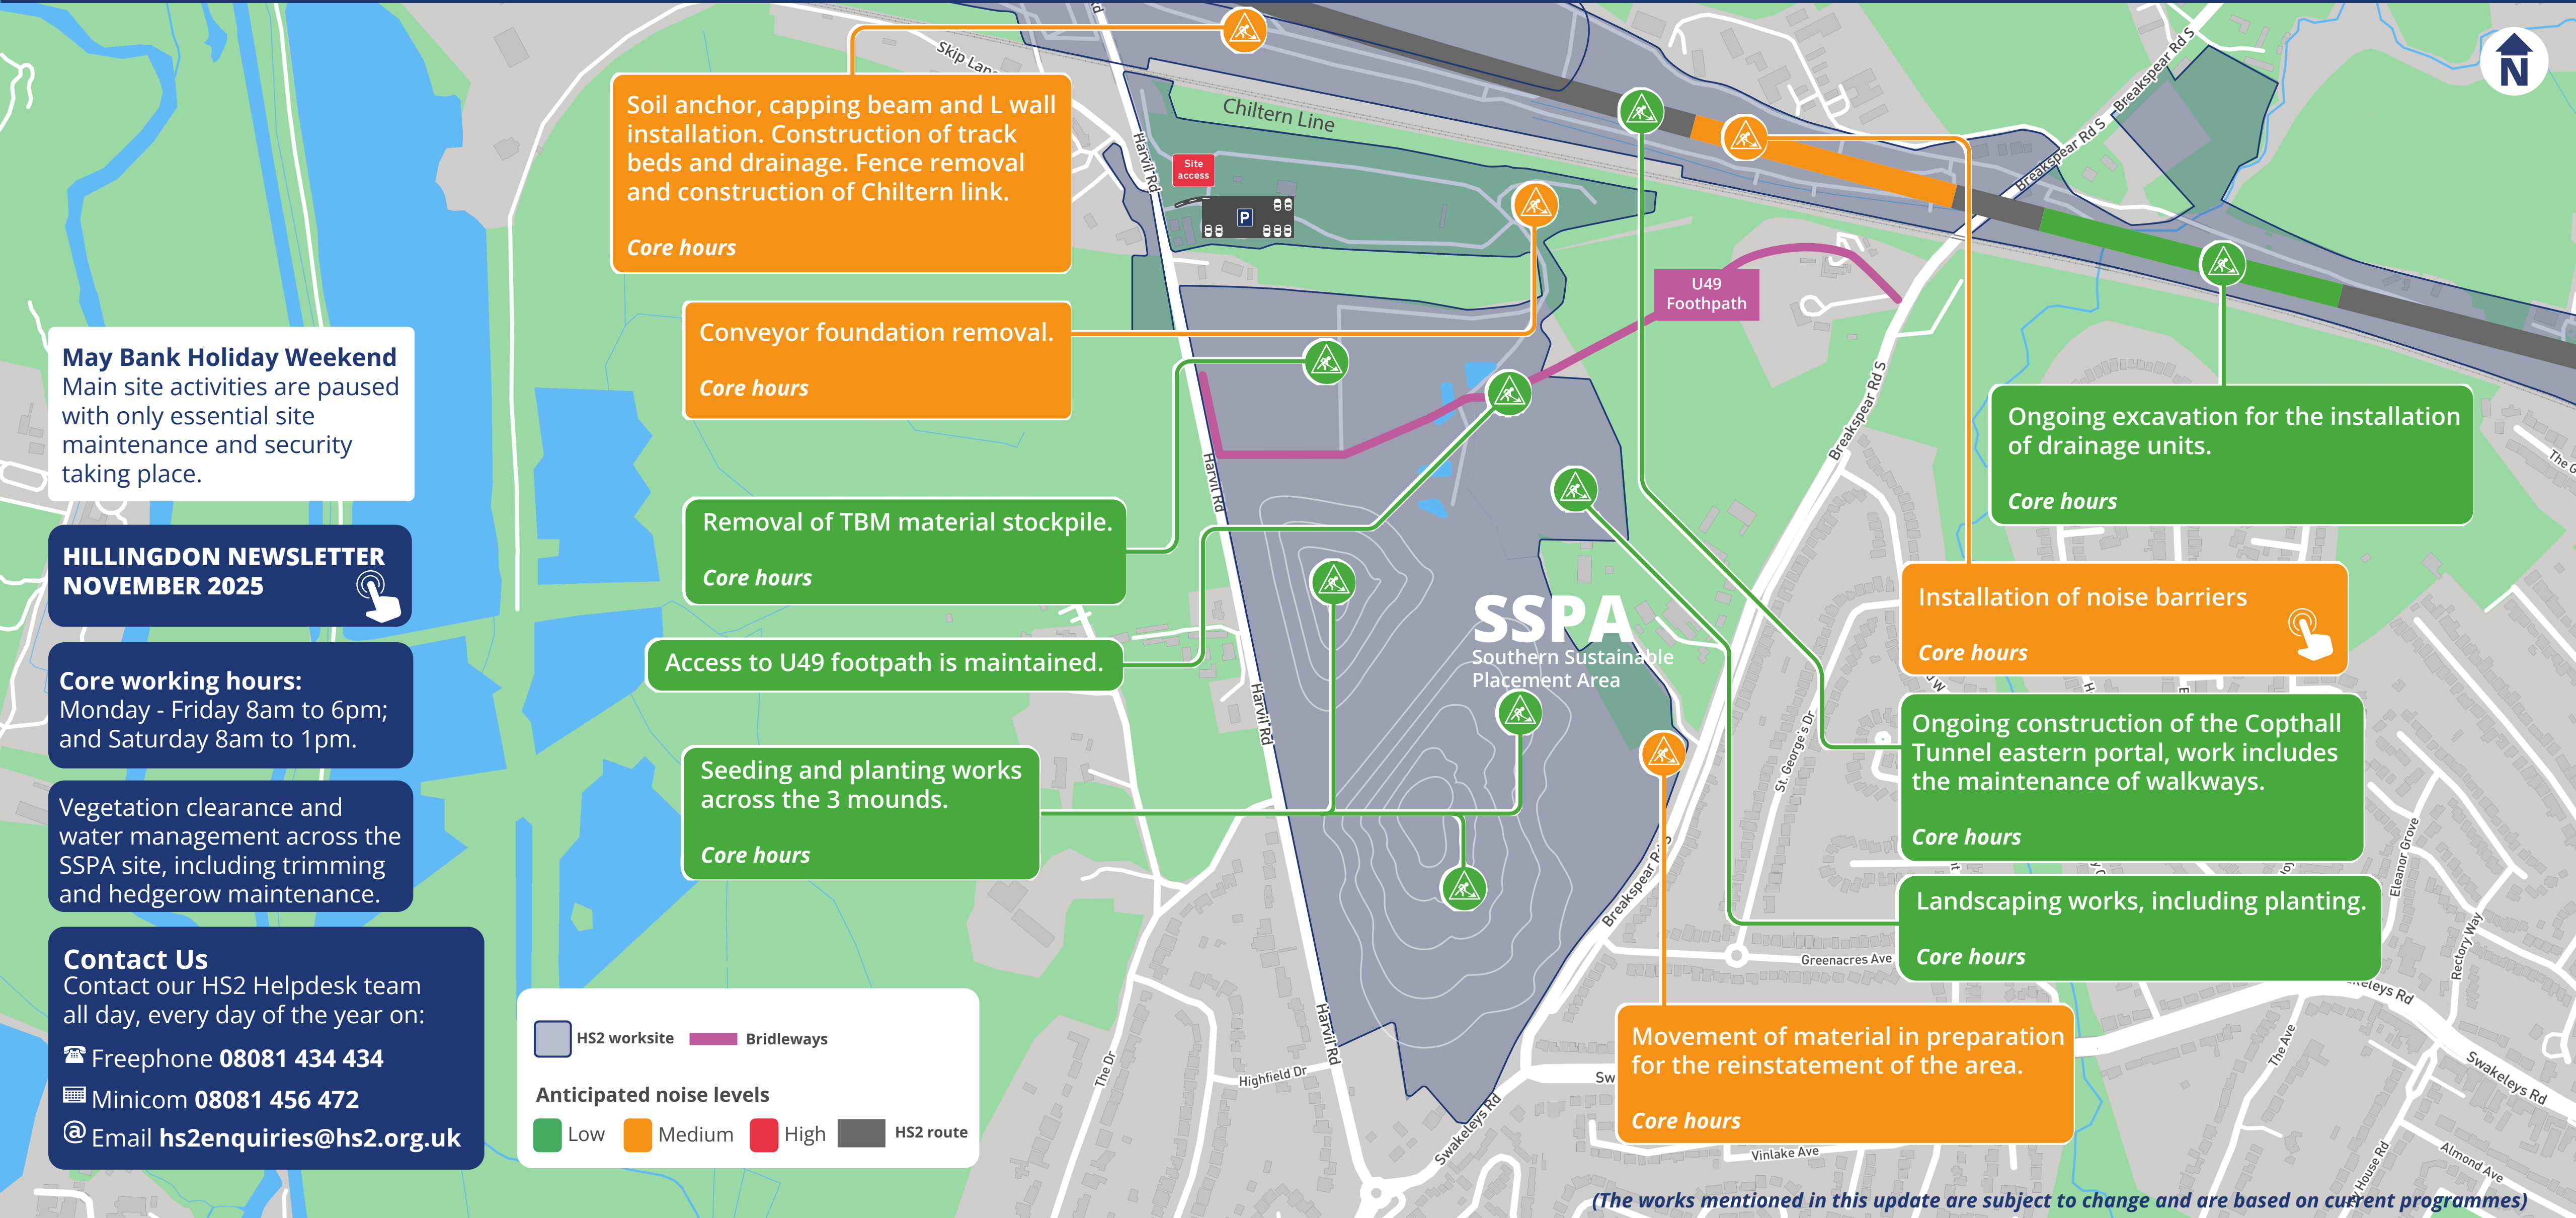 Soil anchor, capping beam and L wall
installation. Construction of track
beds and drainage. Fence removal
and construction of Chiltern link.
Core hours
Conveyor foundation removal.
Core hours
Removal of TBM material stockpile.
Core hours
Access to U49 footpath is maintained.
Seeding and planting works
across the 3 mounds.
Core hours
May Bank Holiday Weekend
Main site activities are paused
with only essential site
maintenance and security
taking place.
HILLINGDON NEWSLETTER
NOVEMBER 2025
Core working hours:
Monday - Friday 8am to 6pm;
and Saturday 8am to 1pm.
Vegetation clearance and
water management across the
SSPA site, including trimming
and hedgerow maintenance.
Contact Us
Contact our HS2 Helpdesk team
all day, every day of the year on:
Freephone 08081 434 434
Minicom 08081 456 472
@ Email hs2enquiries@hs2.org.uk
HS2 worksite
Bridleways
Anticipated noise levels
Low
Medium
High
HS2 route
Skip
Rd
Harvil Rd
Chiltern Line
Site
access
P
U49
Foothpath
Harvil Rd
Harvil Rd
Harvil Rd
SSPA
Southern Sustainable
Placement Area
Breakspear Rd S
Breakspear Rd S
Breakspear Rd S
Breakspear Rd S
N
Ongoing excavation for the installation
of drainage units.
Core hours
Installation of noise barriers
Core hours
Ongoing construction of the Copthall
Tunnel eastern portal, work includes
the maintenance of walkways.
Core hours
Landscaping works, including planting.
Core hours
Movement of material in preparation
for the reinstatement of the area.
Core hours
St. George's Dr
Greenacres Ave
Eleanor Grove
Rectory Way
Swakeleys Rd
The Ave
Almond Ave
House Rd
Vinlake Ave
Swakeleys Rd
Highfield Dr
The Dr
(The works mentioned in this update are subject to change and are based on current programmes)